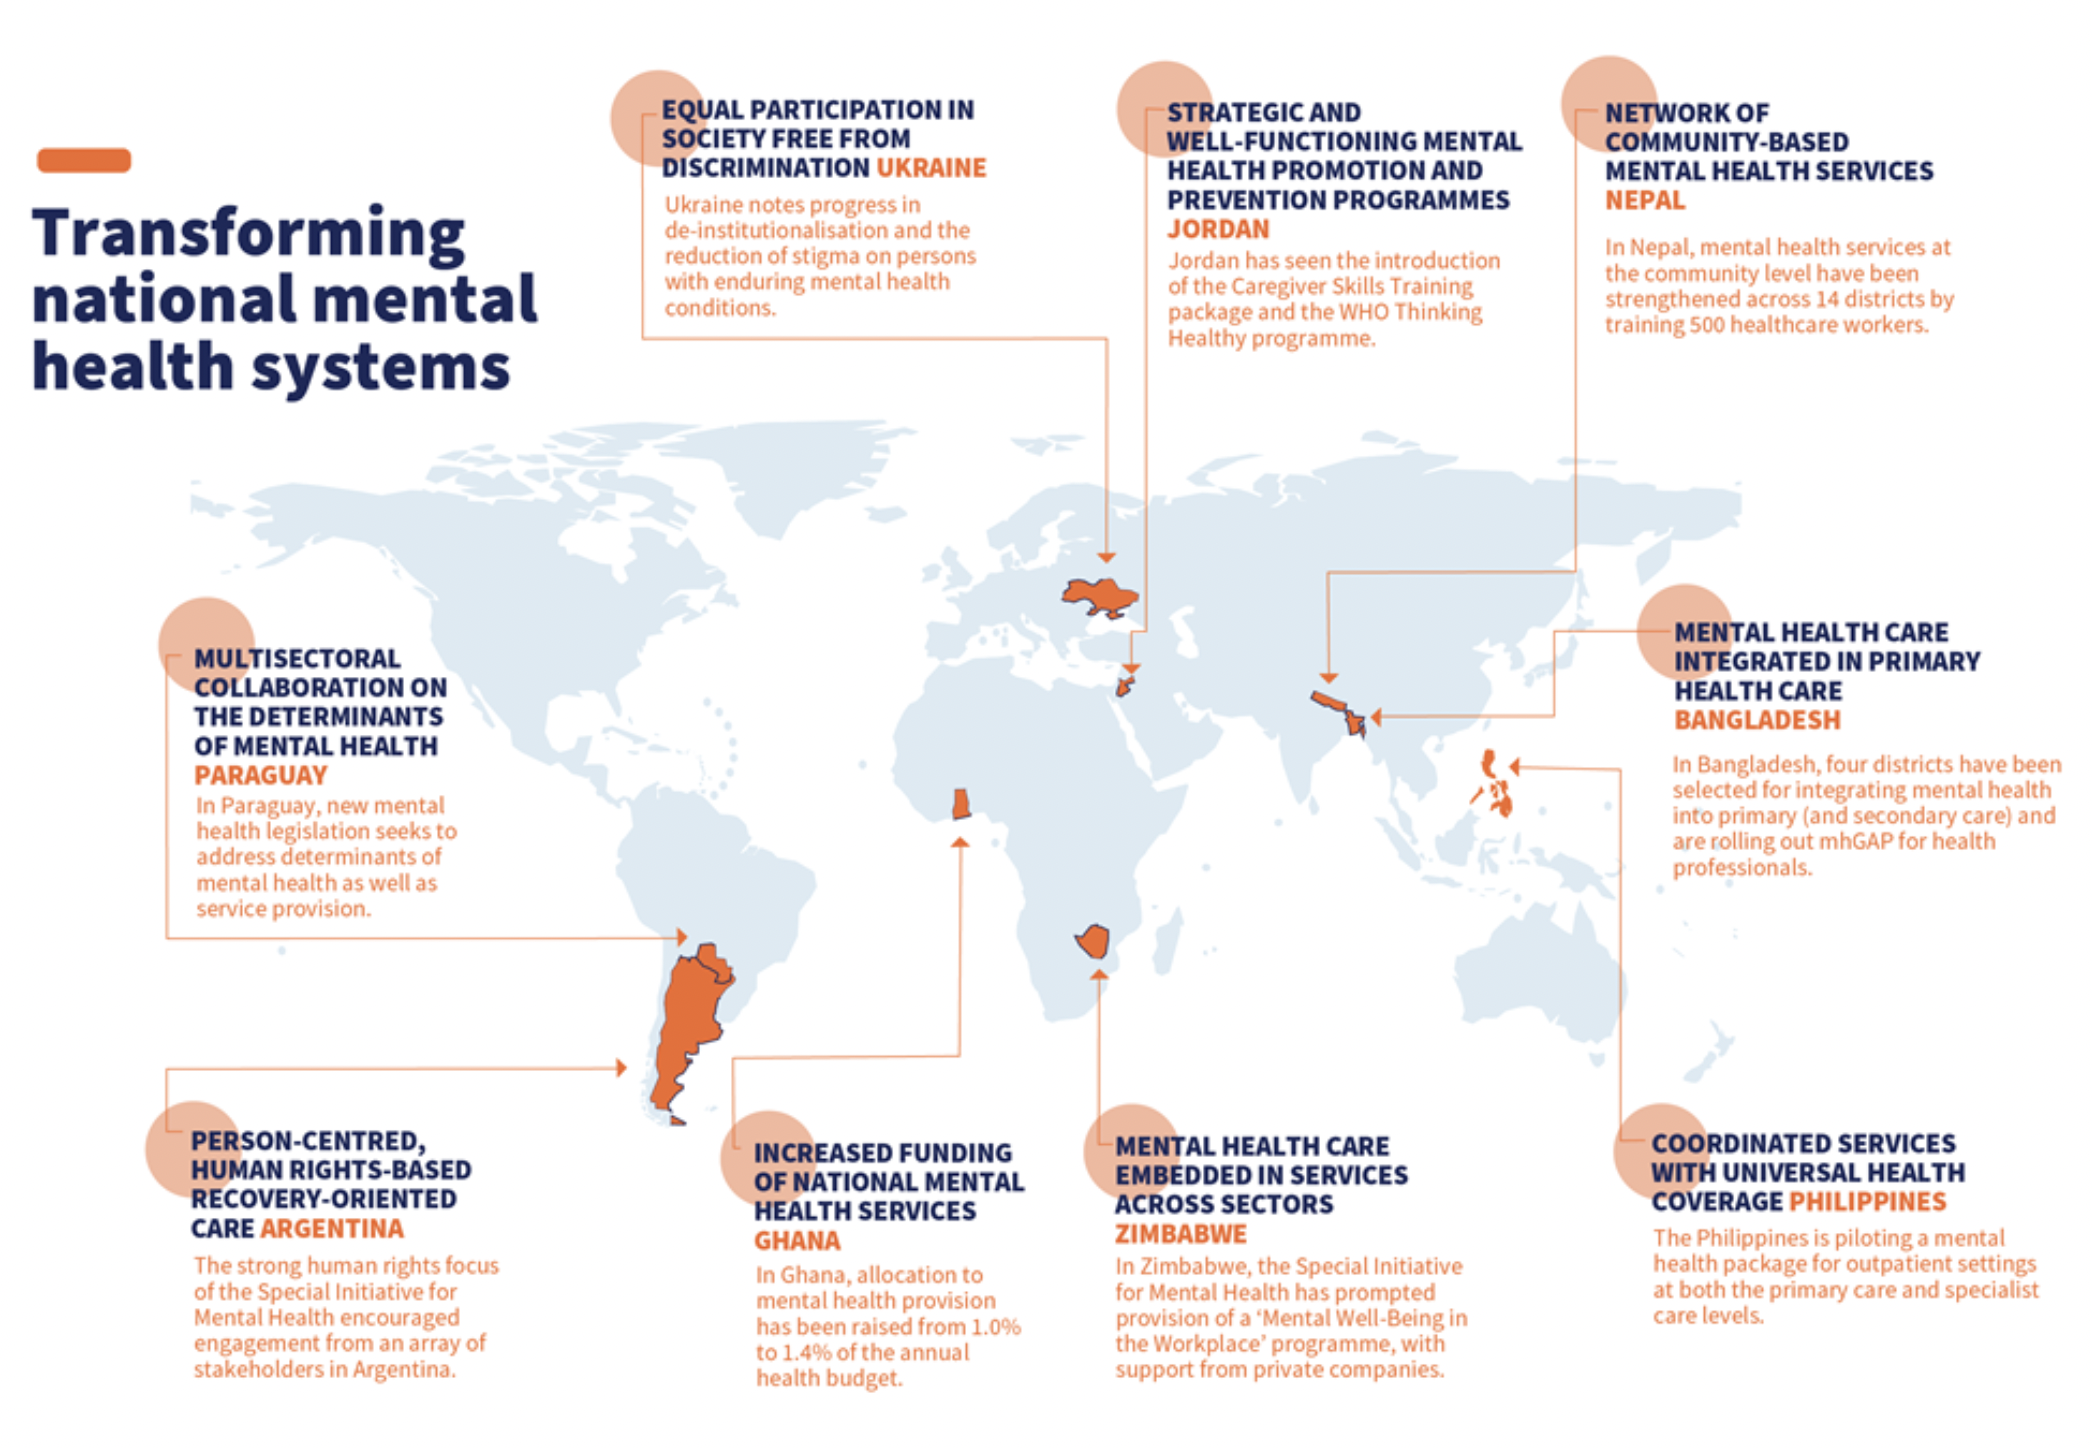 Transforming
national mental
health systems
EQUAL PARTICIPATION IN
SOCIETY FREE FROM
DISCRIMINATION UKRAINE
Ukraine notes progress in
de-institutionalisation and the
reduction of stigma on persons
with enduring mental health
conditions.
STRATEGIC AND
WELL-FUNCTIONING MENTAL
HEALTH PROMOTION AND
PREVENTION PROGRAMMES
JORDAN
Jordan has seen the introduction
of the Caregiver Skills Training
package and the WHO Thinking
Healthy programme.
NETWORK OF
COMMUNITY-BASED
MENTAL HEALTH SERVICES
NEPAL
In Nepal, mental health services at
the community level have been
strengthened across 14 districts by
training 500 healthcare workers.
MULTISECTORAL
COLLABORATION ON
THE DETERMINANTS
OF MENTAL HEALTH
PARAGUAY
In Paraguay, new mental
health legislation seeks to
address determinants of
mental health as well as
service provision.
MENTAL HEALTH CARE
INTEGRATED IN PRIMARY
HEALTH CARE
BANGLADESH
In Bangladesh, four districts have been
selected for integrating mental health
into primary (and secondary care) and
are rolling out mhGAP for health
professionals.
PERSON-CENTRED,
HUMAN RIGHTS-BASED
RECOVERY-ORIENTED
CARE ARGENTINA
The strong human rights focus
of the Special Initiative for
Mental Health encouraged
engagement from an array of
stakeholders in Argentina.
INCREASED FUNDING
OF NATIONAL MENTAL
HEALTH SERVICES
GHANA
In Ghana, allocation to
mental health provision
has been raised from 1.0%
to 1.4% of the annual
health budget.
MENTAL HEALTH CARE
EMBEDDED IN SERVICES
ACROSS SECTORS
ZIMBABWE
In Zimbabwe, the Special Initiative
for Mental Health has prompted
provision of a ‘Mental Well-Being in
the Workplace’ programme, with
support from private companies.
COORDINATED SERVICES
WITH UNIVERSAL HEALTH
COVERAGE PHILIPPINES
The Philippines is piloting a mental
health package for outpatient settings
at both the primary care and specialist
care levels.